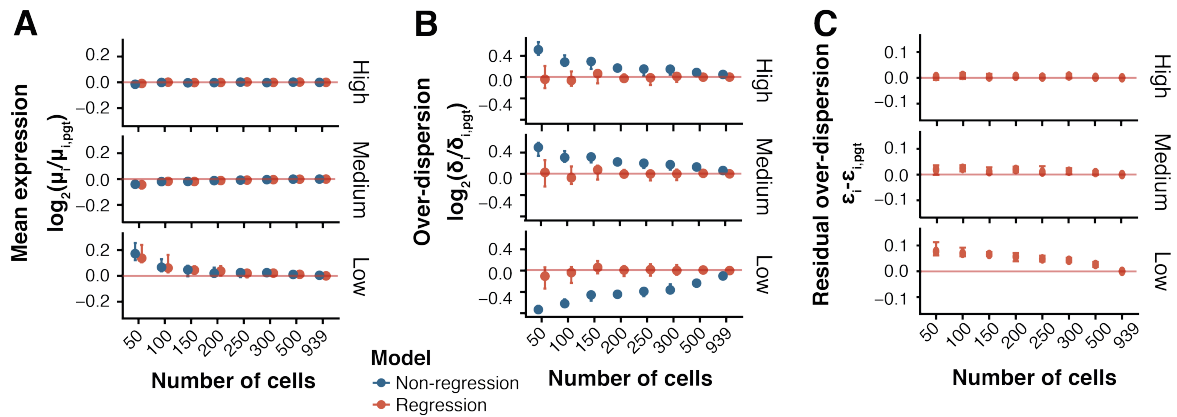 A
Mean expression
log2(μi/μi,pgt)
0.2
0.0
−0.2
High
0.2
0.0
−0.2
Medium
0.2
0.0
−0.2
Low
50
100
150
200
250
300
500
939
Number of cells
B
Over-dispersion
log2(δi/δi,pgt)
0.4
0.0
−0.4
High
0.4
0.0
−0.4
Medium
0.4
0.0
−0.4
Low
50
100
150
200
250
300
500
939
Number of cells
Model
Non-regression
Regression
C
Residual over-dispersion
εi-εi,pgt
0.1
0.0
−0.1
High
0.1
0.0
−0.1
Medium
0.1
0.0
−0.1
Low
50
100
150
200
250
300
500
939
Number of cells